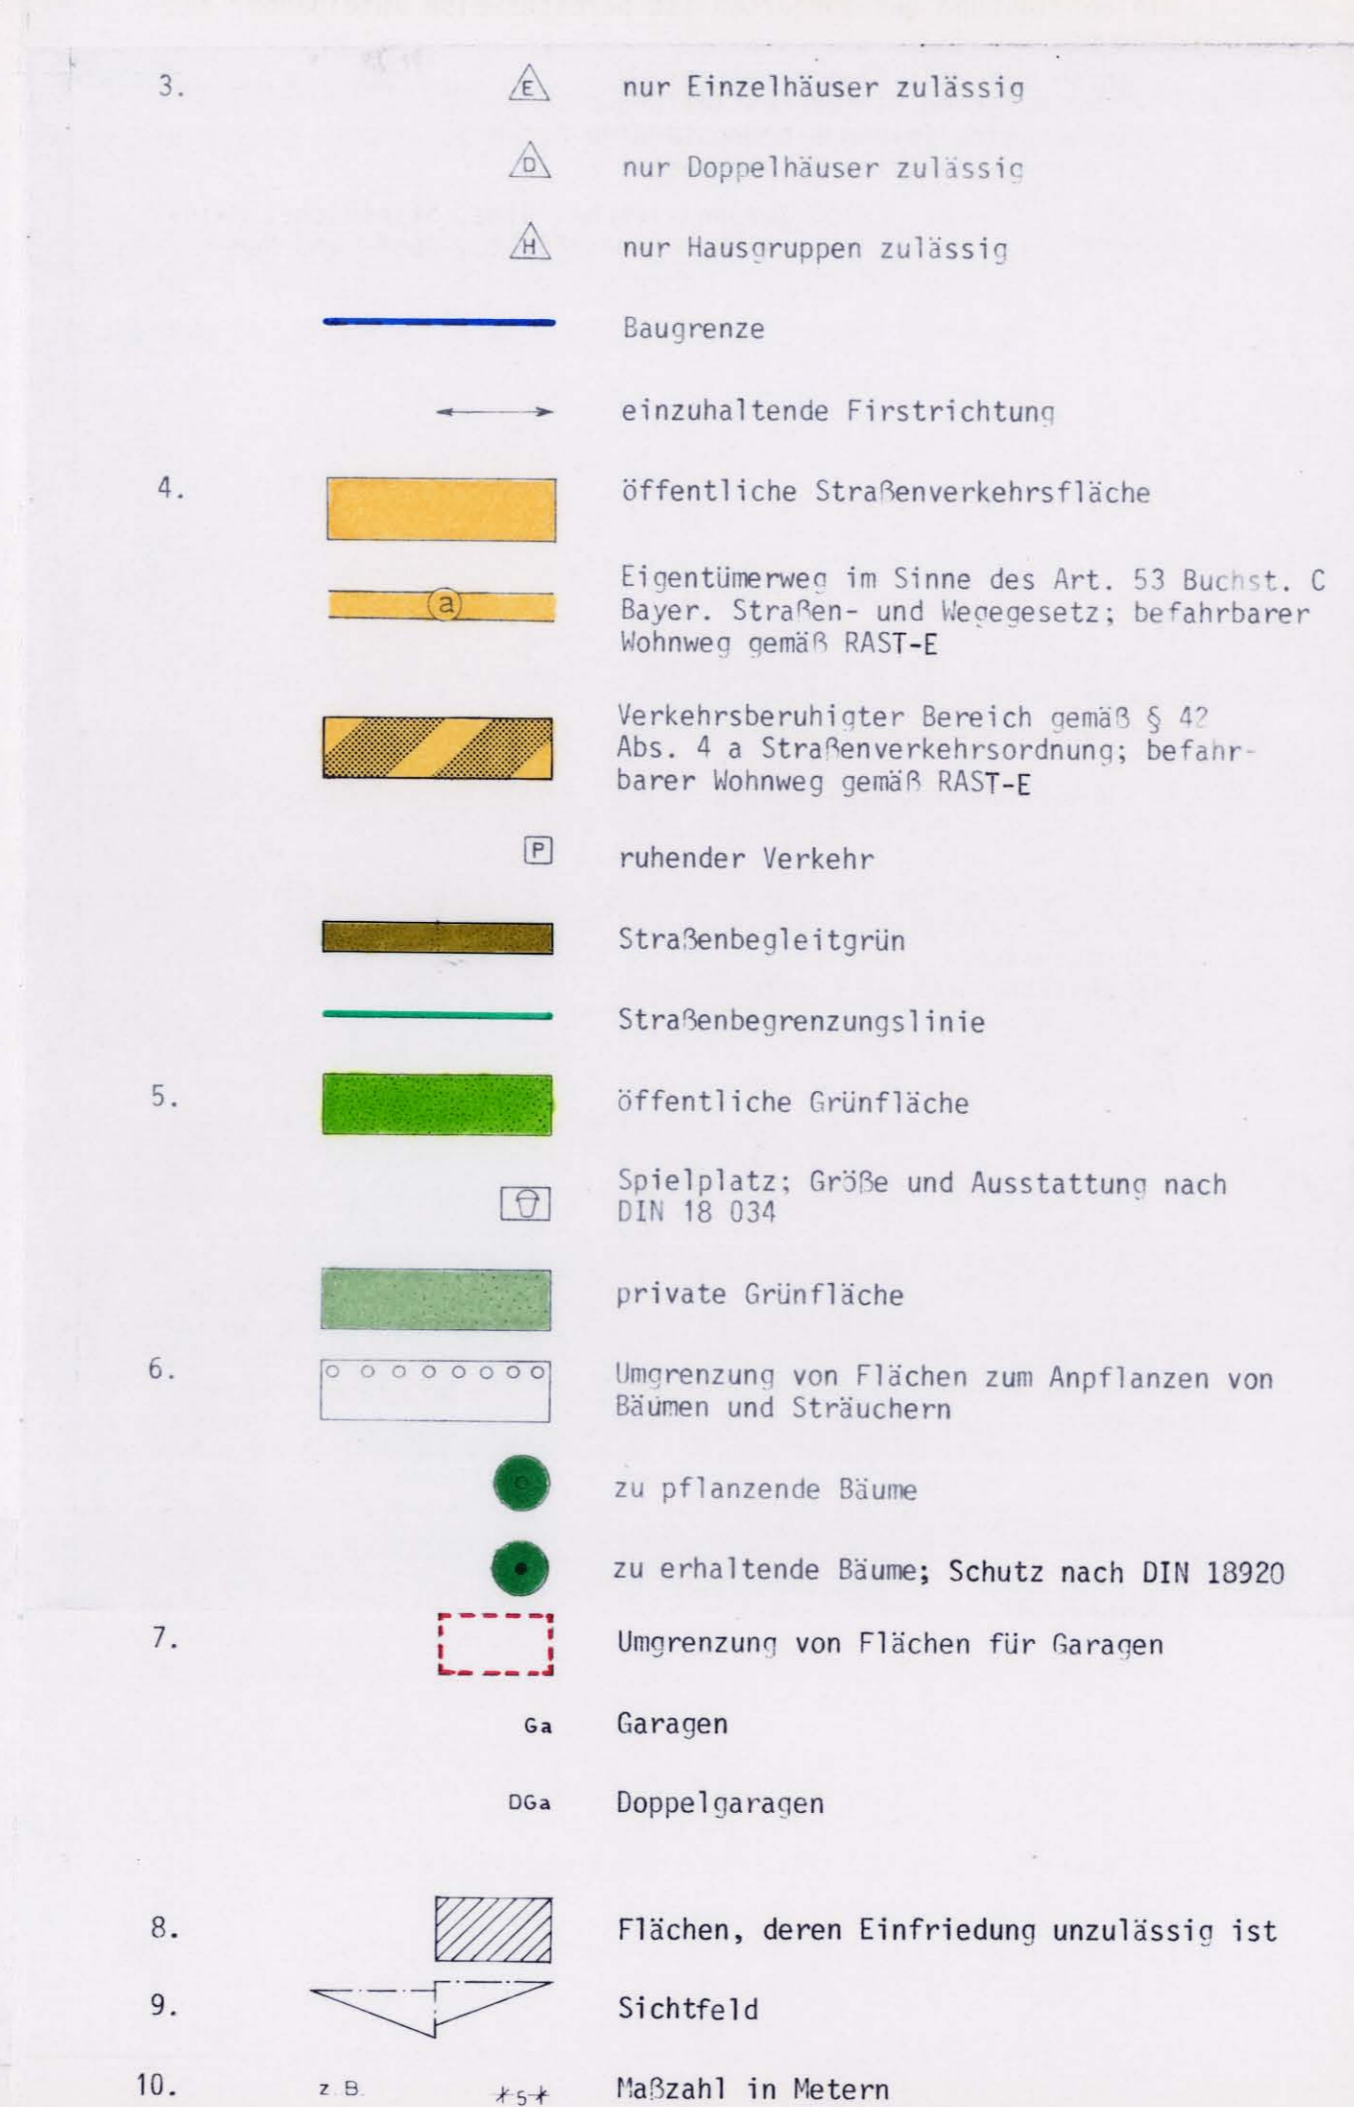 3. E nur Einzelhäuser zulässig
D nur Doppelhäuser zulässig
H nur Hausgruppen zulässig
Baugrenze
einzuhaltende Firstrichtung
4. öffentliche Straßenverkehrsfläche
Eigentümerweg im Sinne des Art. 53 Buchst. C
a Bayer. Straßen- und Wegegesetz; befahrbarer
Wohnweg gemäß RAST-E
Verkehrsberuhigter Bereich gemäß § 42
Abs. 4 a Straßenverkehrsordnung; befahr-
barer Wohnweg gemäß RAST-E
P ruhender Verkehr
Straßenbegleitgrün
Straßenbegrenzungslinie
5. öffentliche Grünfläche
Spielplatz; Größe und Ausstattung nach
DIN 18 034
private Grünfläche
6. Umgrenzung von Flächen zum Anpflanzen von
Bäumen und Sträuchern
zu pflanzende Bäume
zu erhaltende Bäume; Schutz nach DIN 18920
7. Umgrenzung von Flächen für Garagen
Ga Garagen
DGa Doppelgaragen
8. Flächen, deren Einfriedung unzulässig ist
9. Sichtfeld
10. z.B. 5 Maßzahl in Metern